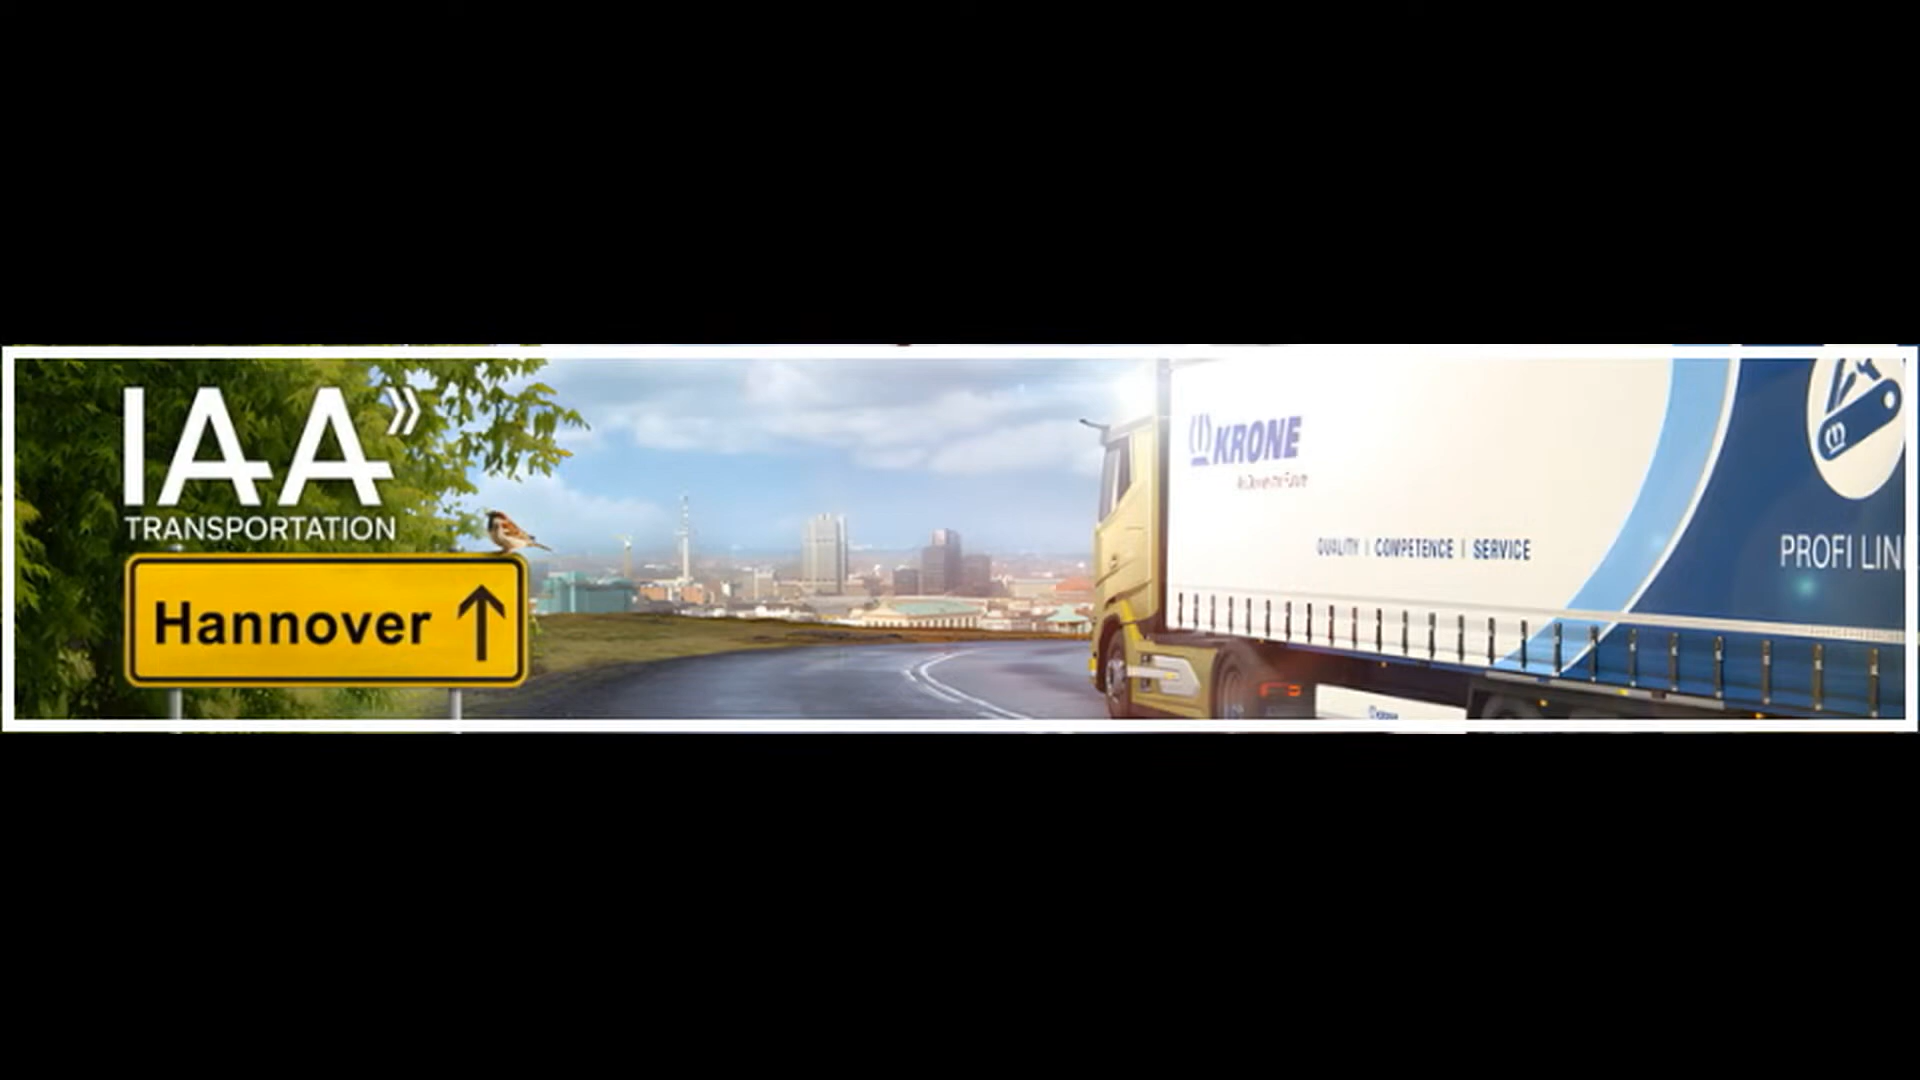 IAA
TRANSPORTATION
Hannover
KRONE
QUALITY | COMPETENCE | SERVICE
PROFI LIN